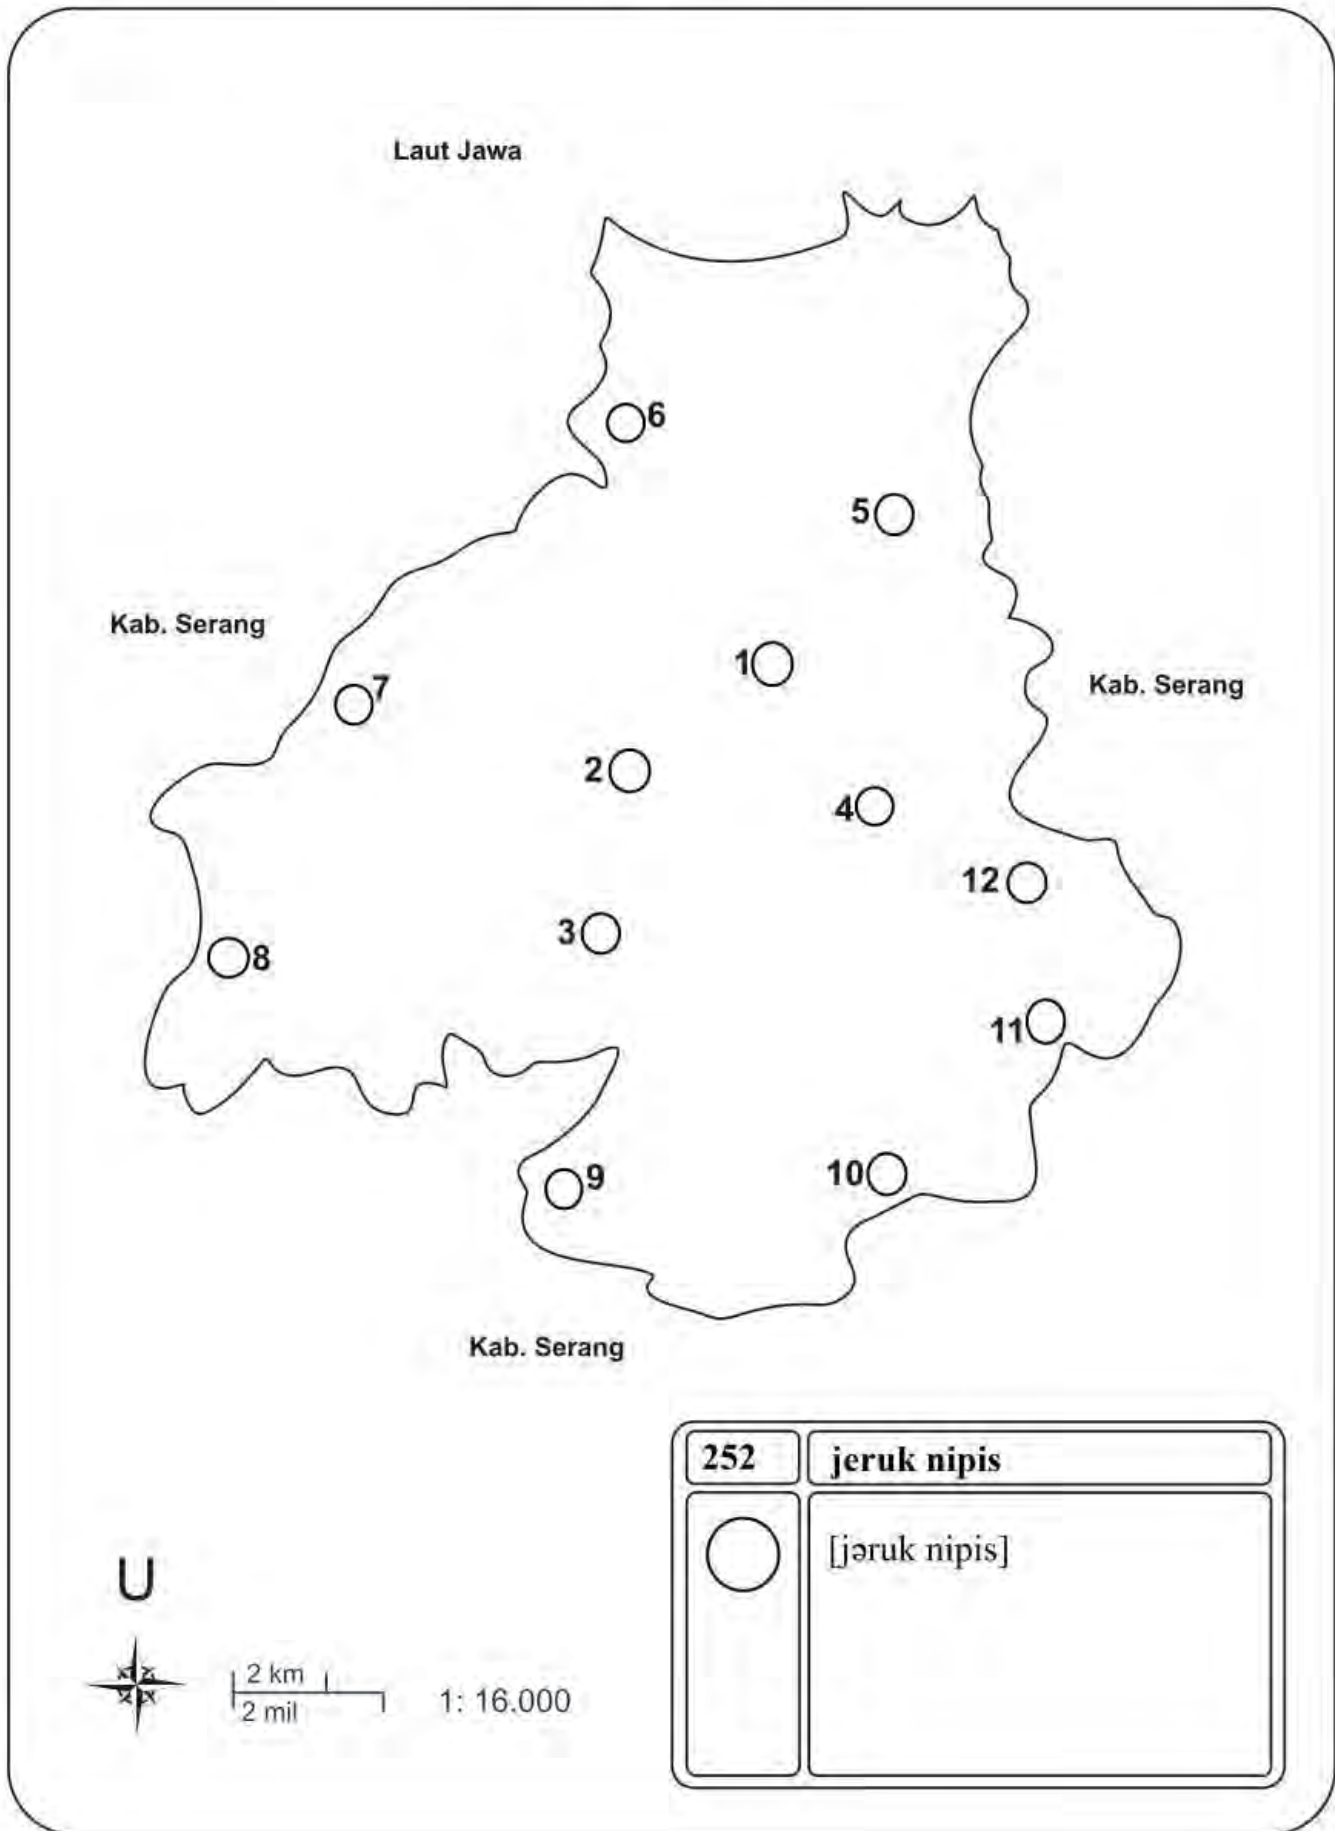 Laut Jawa
6
5
Kab. Serang
1
Kab. Serang
7
2
4
12
3
8
11
10
9
Kab. Serang
252 jeruk nipis
[jəruk nipis]
U
2 km
2 mil
1: 16.000